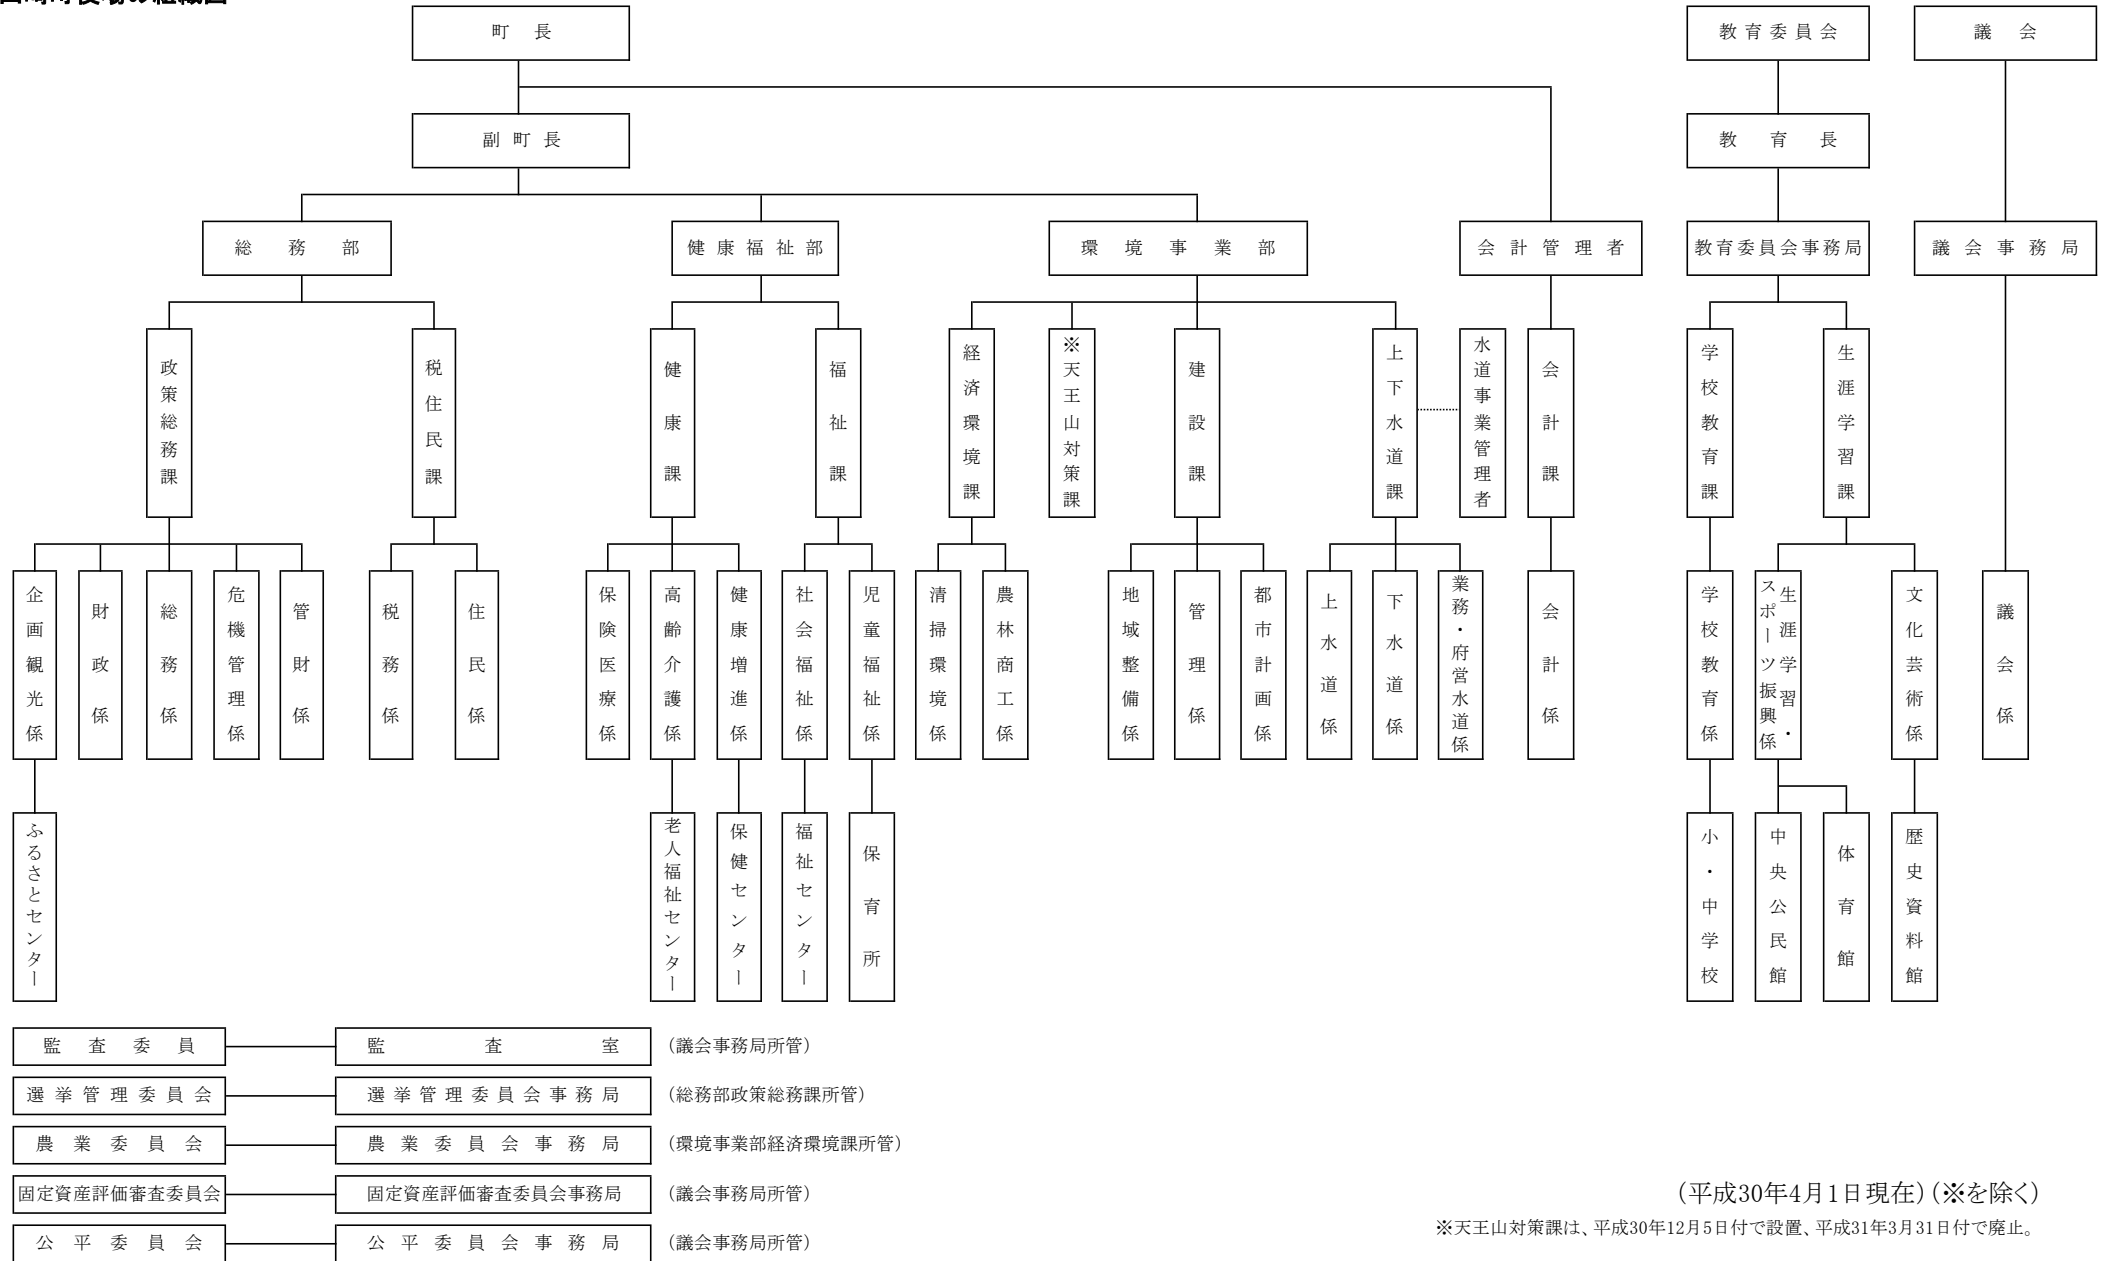 町長
教育委員会
議会
副町長
教育長
総務部
健康福祉部
環境事業部
会計管理者
教育委員会事務局
議会事務局
政策総務課
税住民課
健康課
福祉課
経済環境課
※天王山対策課
建設課
上下水道課
水道事業管理者
会計課
学校教育課
生涯学習課
企画観光係
財政係
総務係
危機管理係
管財係
税務係
住民係
保険医療係
高齢介護係
健康増進係
社会福祉係
児童福祉係
清掃環境係
農林商工係
地域整備係
管理係
都市計画係
上水道係
下水道係
業務・府営水道係
会計係
学校教育係
生涯学習・
スポーツ振興係
文化芸術係
議会係
ふるさとセンター
老人福祉センター
保健センター
福祉センター
保育所
小・中学校
中央公民館
体育館
歴史資料館
監査委員 監査室 (議会事務局所管)
選挙管理委員会 選挙管理委員会事務局 (総務部政策総務課所管)
農業委員会 農業委員会事務局 (環境事業部経済環境課所管)
固定資産評価審査委員会 固定資産評価審査委員会事務局 (議会事務局所管)
公平委員会 公平委員会事務局 (議会事務局所管)
(平成30年4月1日現在)(※を除く)
※天王山対策課は、平成30年12月5日付で設置、平成31年3月31日付で廃止。